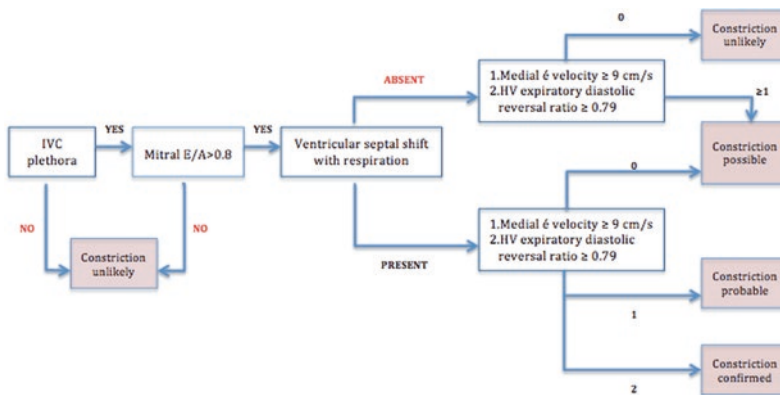 0
Constriction
unlikely
ABSENT
1.Medial é velocity ≥ 9 cm/s
2.HV expiratory diastolic
reversal ratio ≥ 0.79
≥1
IVC
plethora
YES
Mitral E/A>0.8
YES
Ventricular septal shift
with respiration
Constriction
possible
0
NO
NO
Constriction
unlikely
PRESENT
1.Medial é velocity ≥ 9 cm/s
2.HV expiratory diastolic
reversal ratio ≥ 0.79
Constriction
probable
1
Constriction
confirmed
2